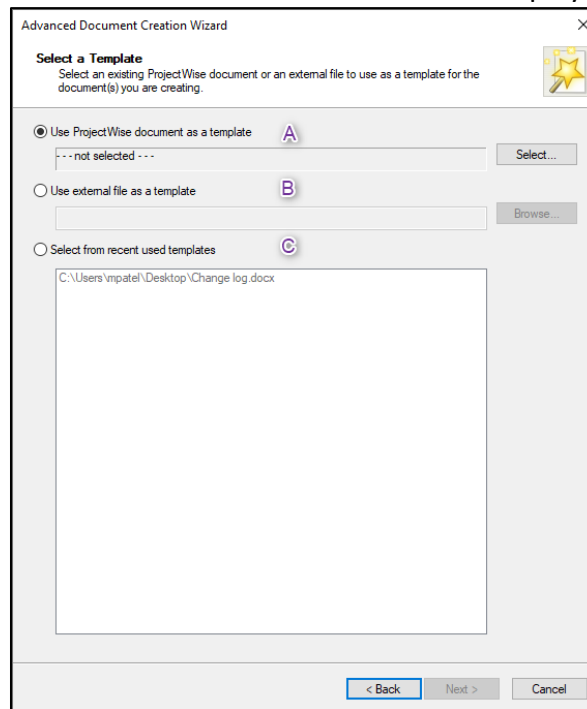 Advanced Document Creation Wizard
Select a Template
Select an existing ProjectWise document or an external file to use as a template for the
document(s) you are creating.
Use ProjectWise document as a template A
- - - not selected - - - Select...
Use external file as a template B
Browse...
Select from recent used templates C
C:\Users\mpatel\Desktop\Change log.docx
< Back Next > Cancel